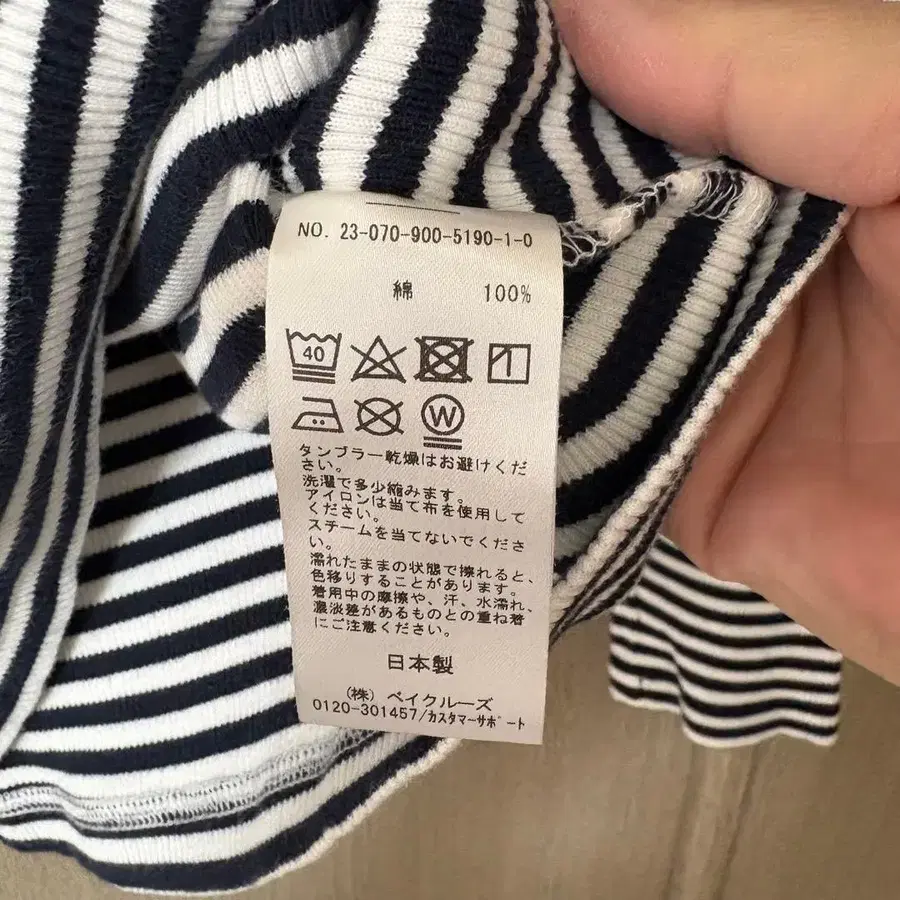 NO. 23-070-900-5190-1-0
綿 100%
40
W
タンブラー乾燥はお避けくだ
さい。
洗濯で多少縮みます。
アイロンは当て布を使用して
ください。
スチームを当てないでくださ
い。
濡れたままの状態で擦れると、
色移りすることがあります。
着用中の摩擦や、汗、水濡れ、
濃淡差があるものとの重ね着
にご注意ください。
日本製
(株) ベイクルーズ
0120-301457/カスタマーサポート